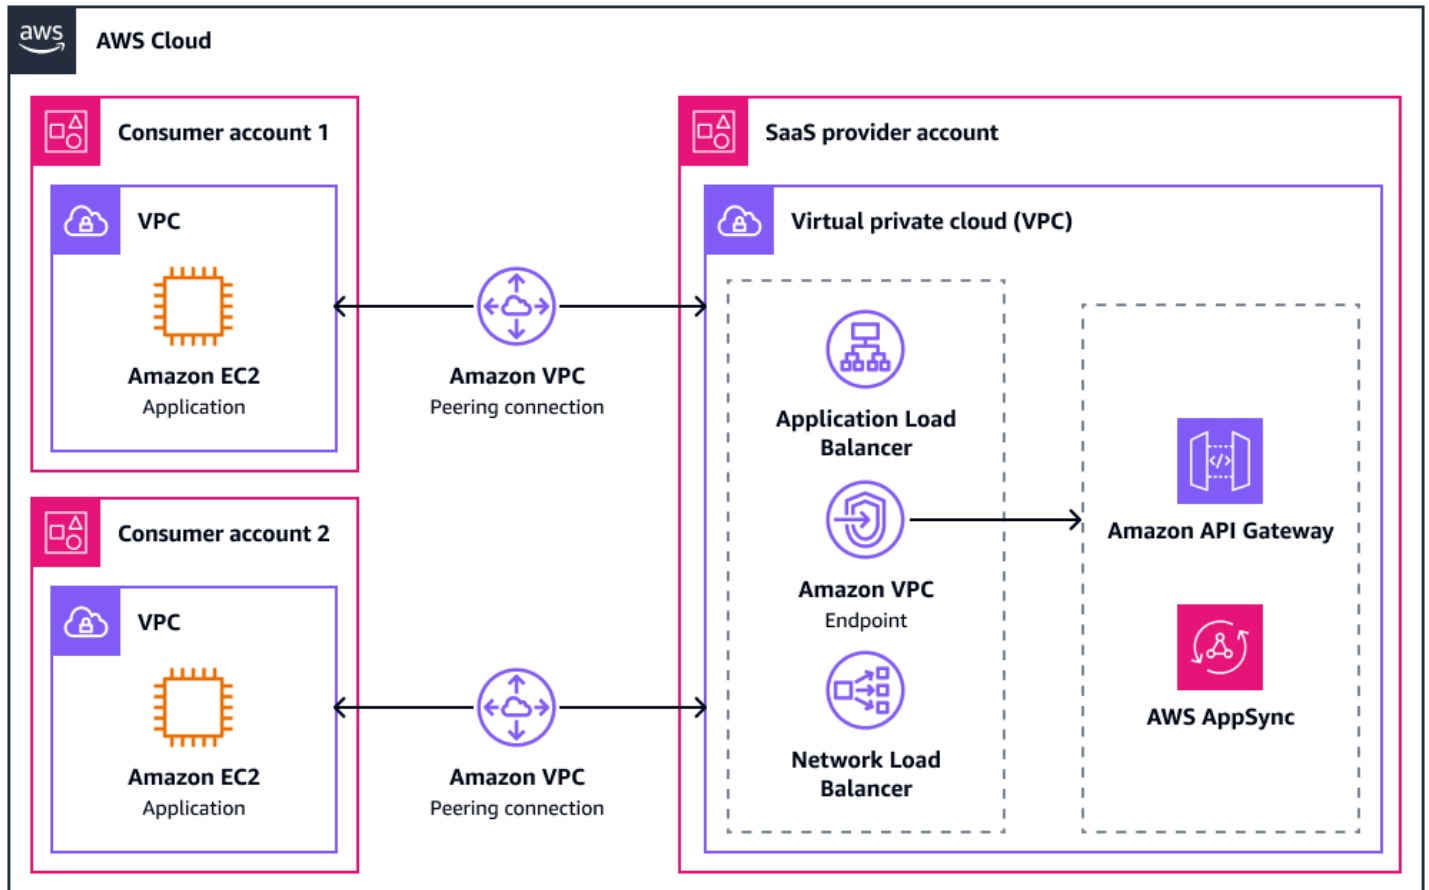 aws
AWS Cloud
Consumer account 1
VPC
Amazon EC2
Application
Amazon VPC
Peering connection
Consumer account 2
VPC
Amazon EC2
Application
Amazon VPC
Peering connection
SaaS provider account
Virtual private cloud (VPC)
Application Load
Balancer
Amazon VPC
Endpoint
Network Load
Balancer
</>
Amazon API Gateway
AWS AppSync